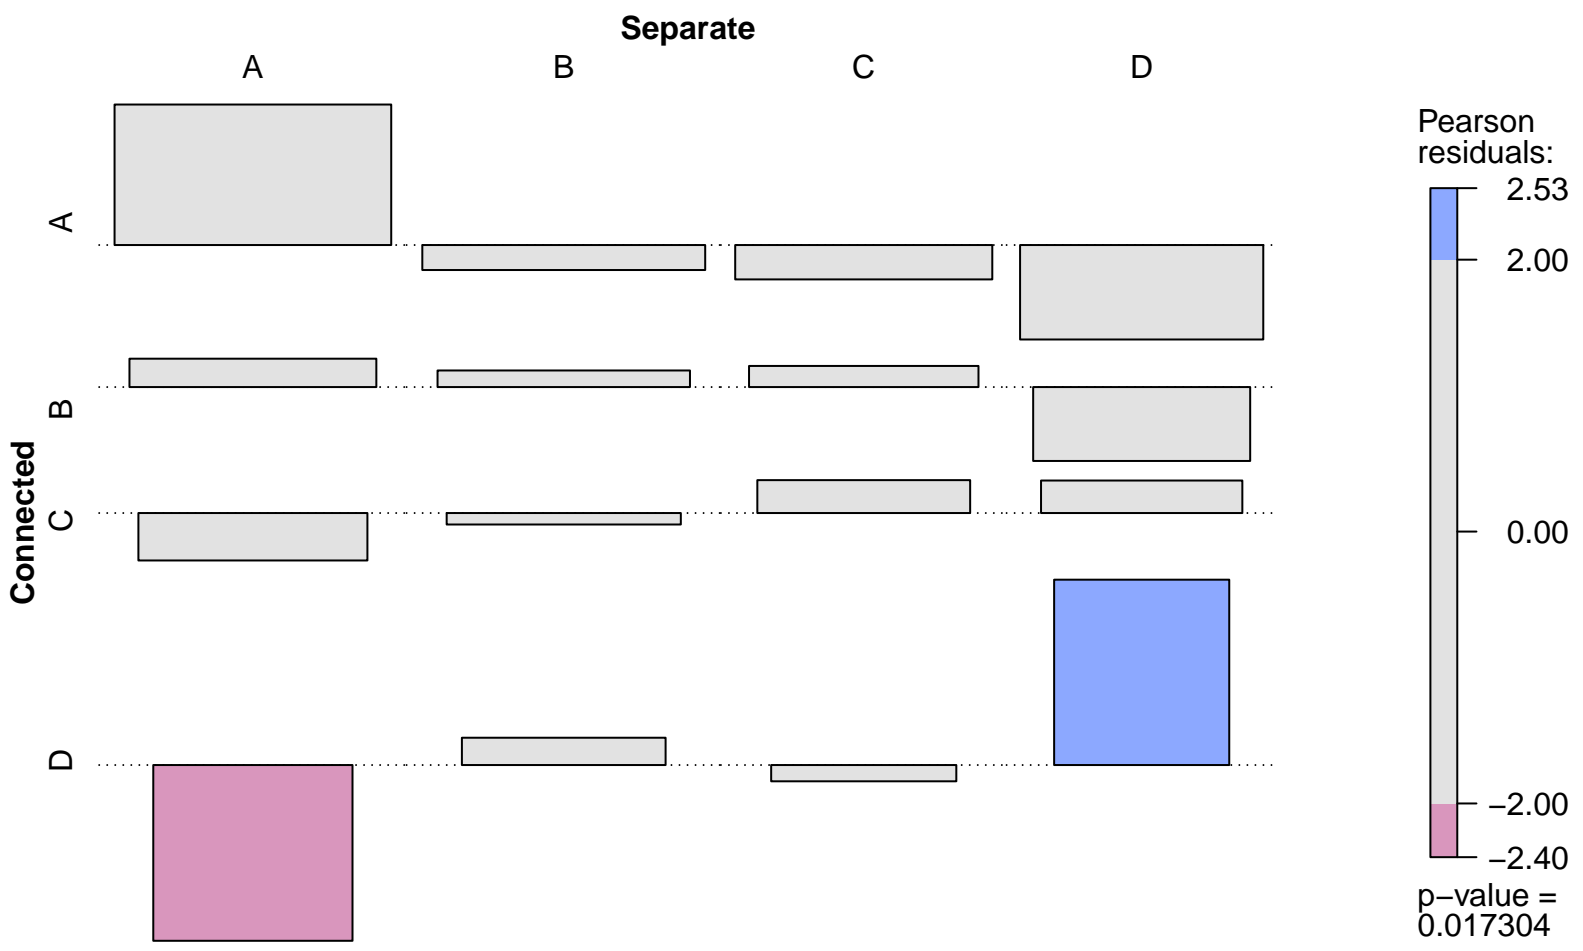 Separate
A B C D
A
B
C
D
Connected
Pearson
residuals:
2.53
2.00
0.00
−2.00
−2.40
p−value =
0.017304